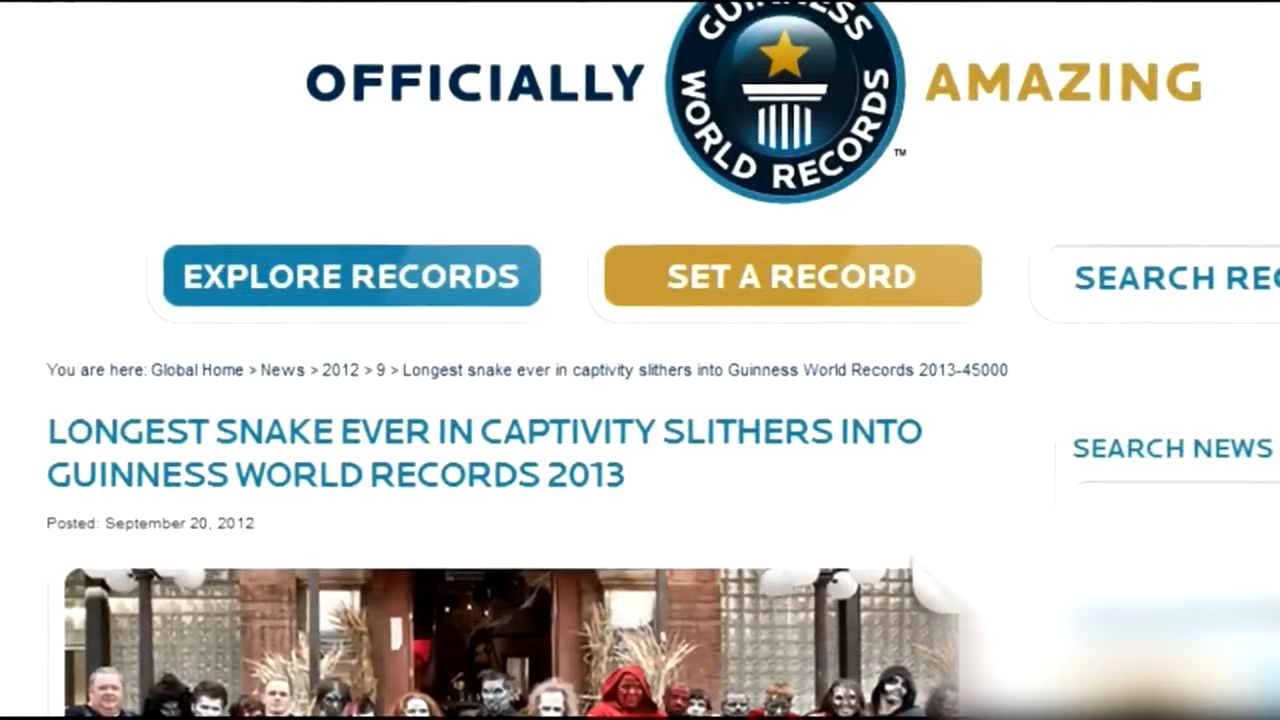 OFFICIALLY
GUINNESS
WORLD RECORDS
™
AMAZING
EXPLORE RECORDS
SET A RECORD
SEARCH REC
You are here: Global Home > News > 2012 > 9 > Longest snake ever in captivity slithers into Guinness World Records 2013-45000
LONGEST SNAKE EVER IN CAPTIVITY SLITHERS INTO
GUINNESS WORLD RECORDS 2013
SEARCH NEWS
Posted: September 20, 2012